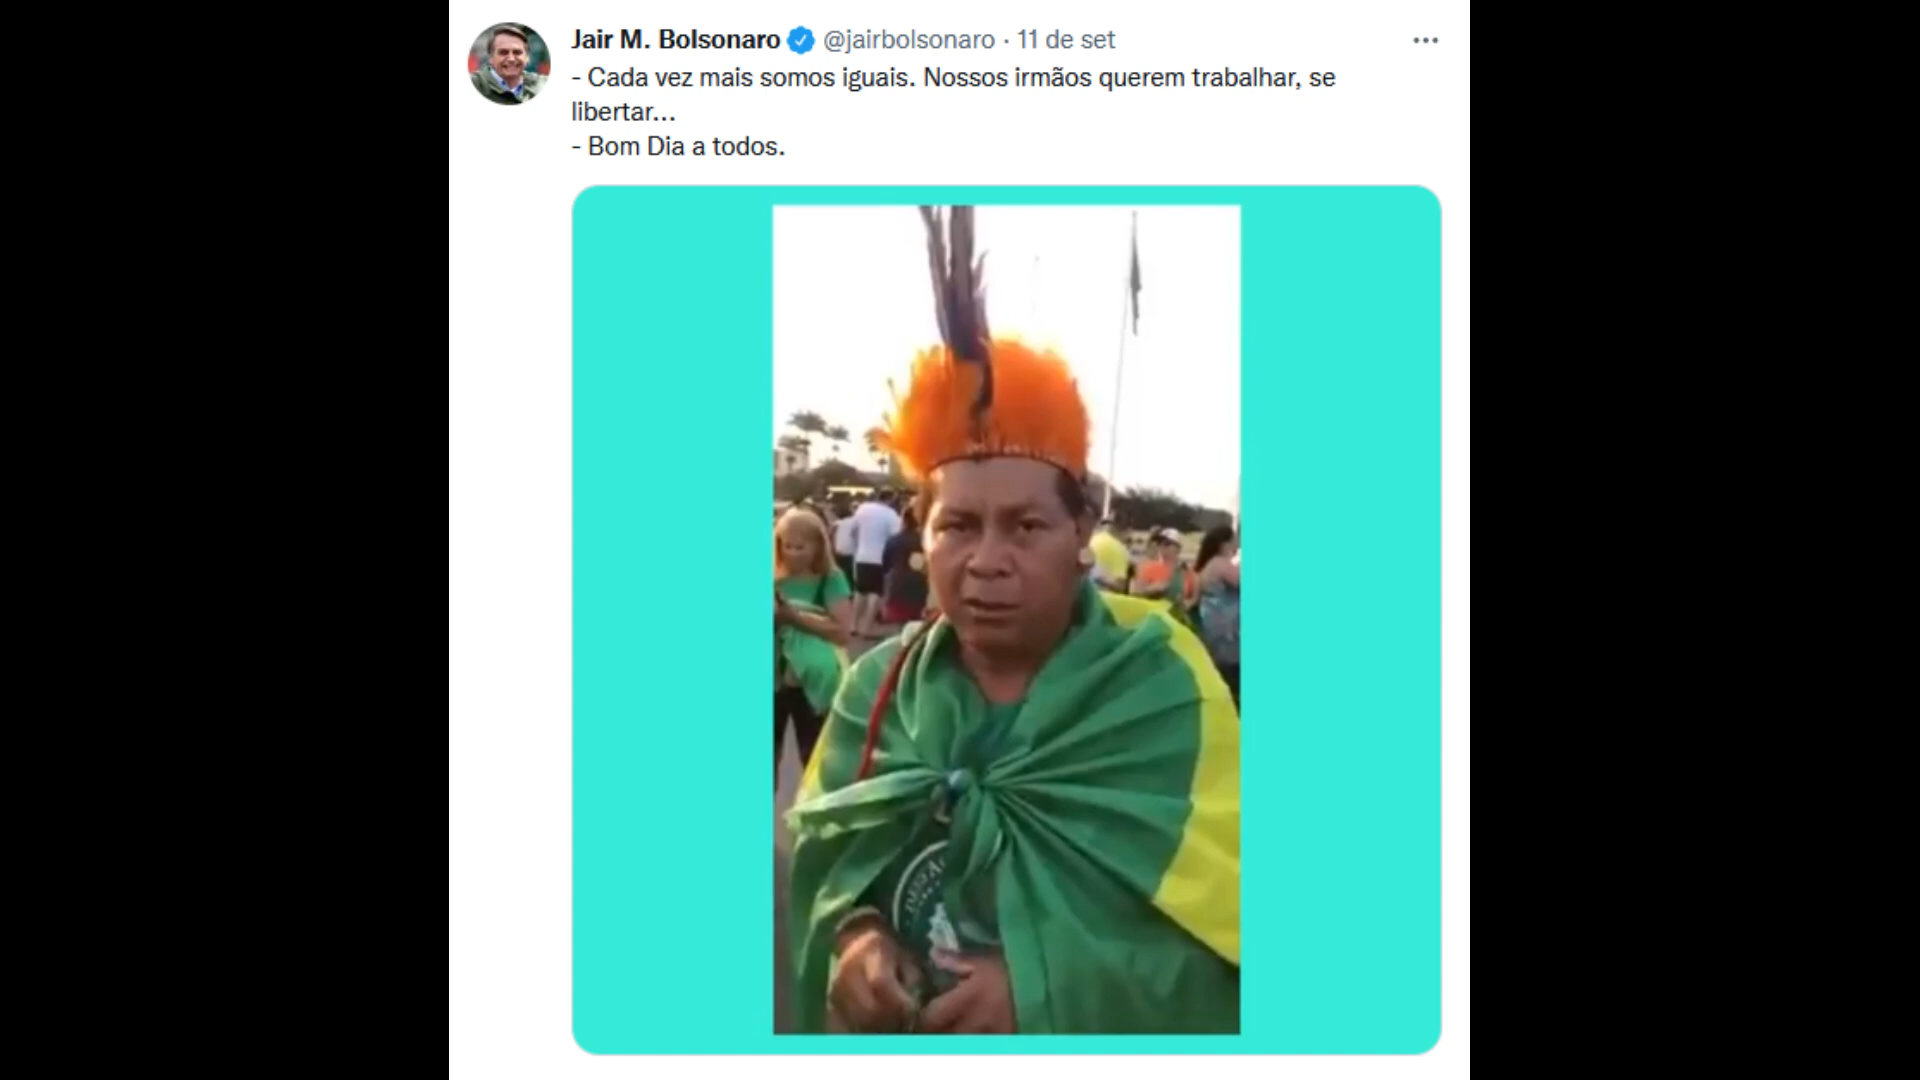 Jair M. Bolsonaro @jairbolsonaro · 11 de set
- Cada vez mais somos iguais. Nossos irmãos querem trabalhar, se
libertar...
- Bom Dia a todos.